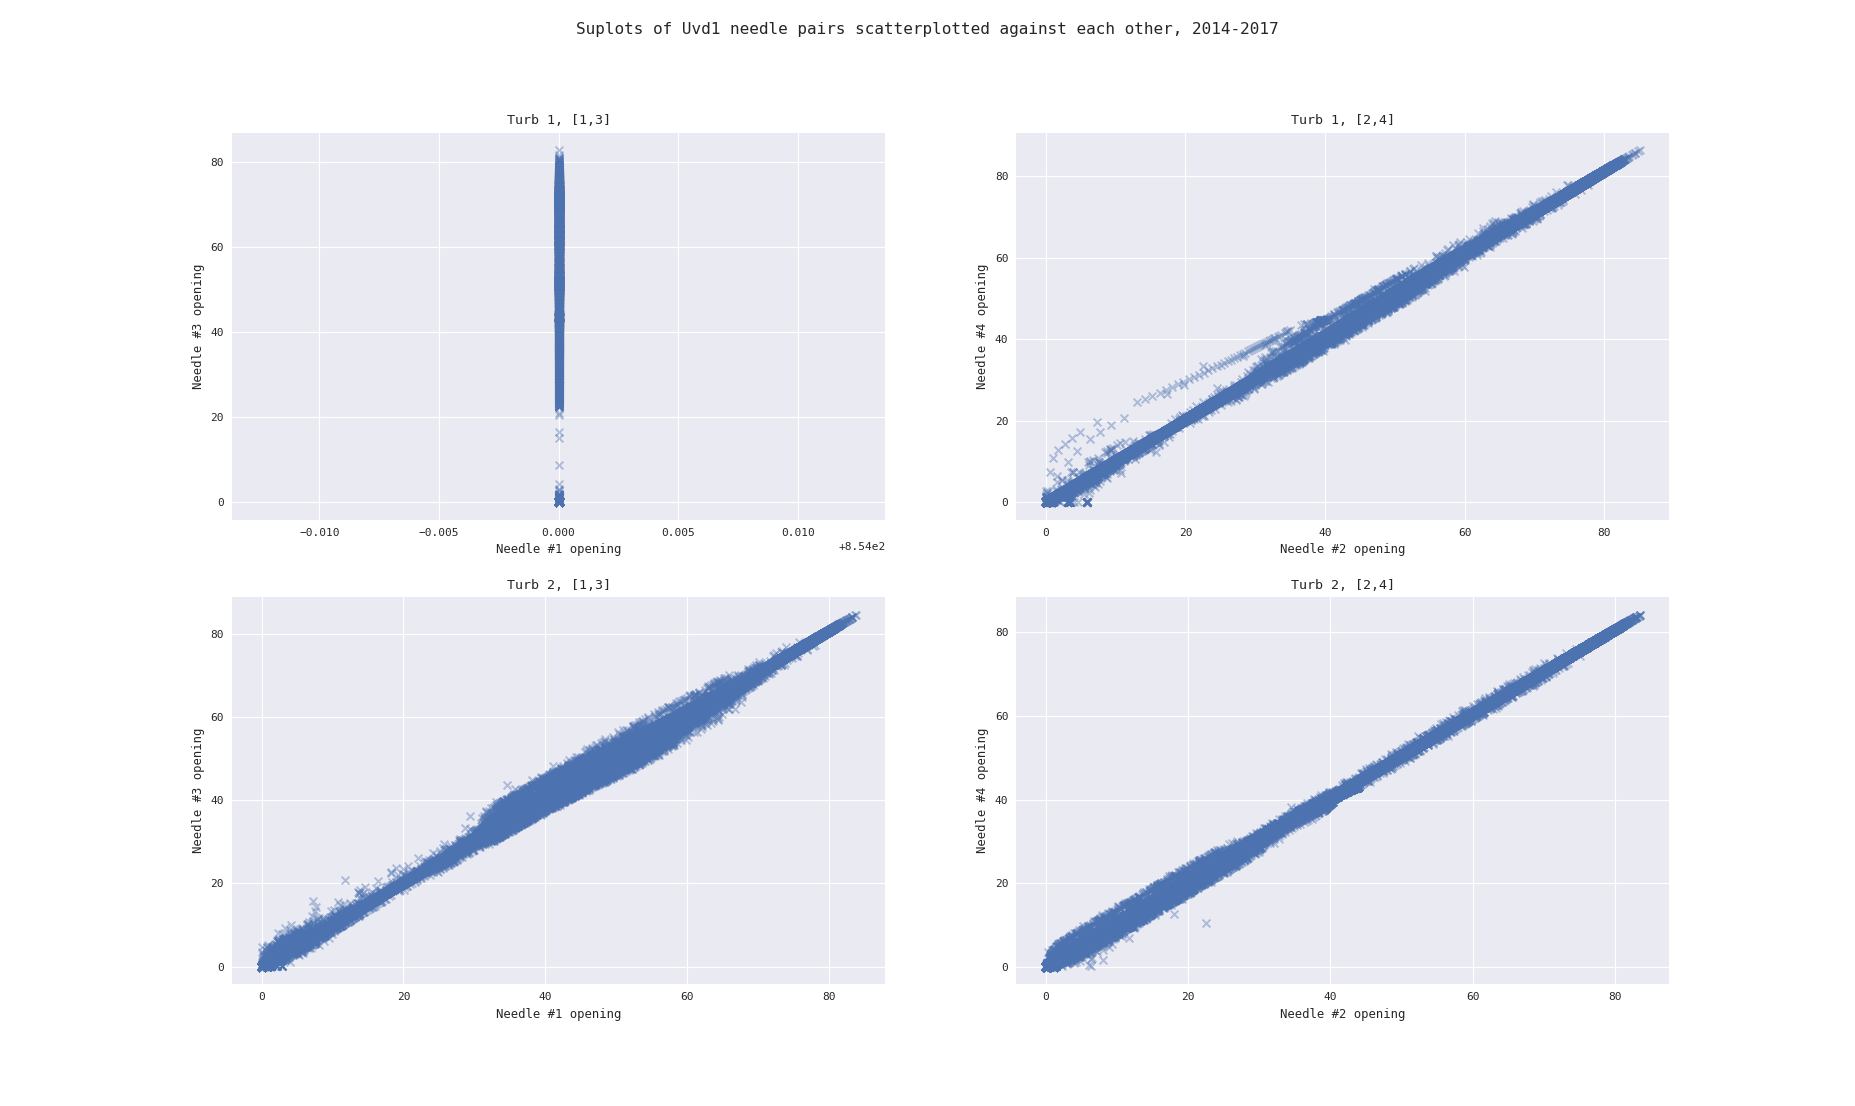 Suplots of Uvd1 needle pairs scatterplotted against each other, 2014-2017
Turb 1, [1,3]
80
60
40
20
0
Needle #3 opening
−0.010
−0.005
0.000
0.005
0.010
+8.54e2
Needle #1 opening
Turb 1, [2,4]
80
60
40
20
0
Needle #4 opening
0
20
40
60
80
Needle #2 opening
Turb 2, [1,3]
80
60
40
20
0
Needle #3 opening
0
20
40
60
80
Needle #1 opening
Turb 2, [2,4]
80
60
40
20
0
Needle #4 opening
0
20
40
60
80
Needle #2 opening